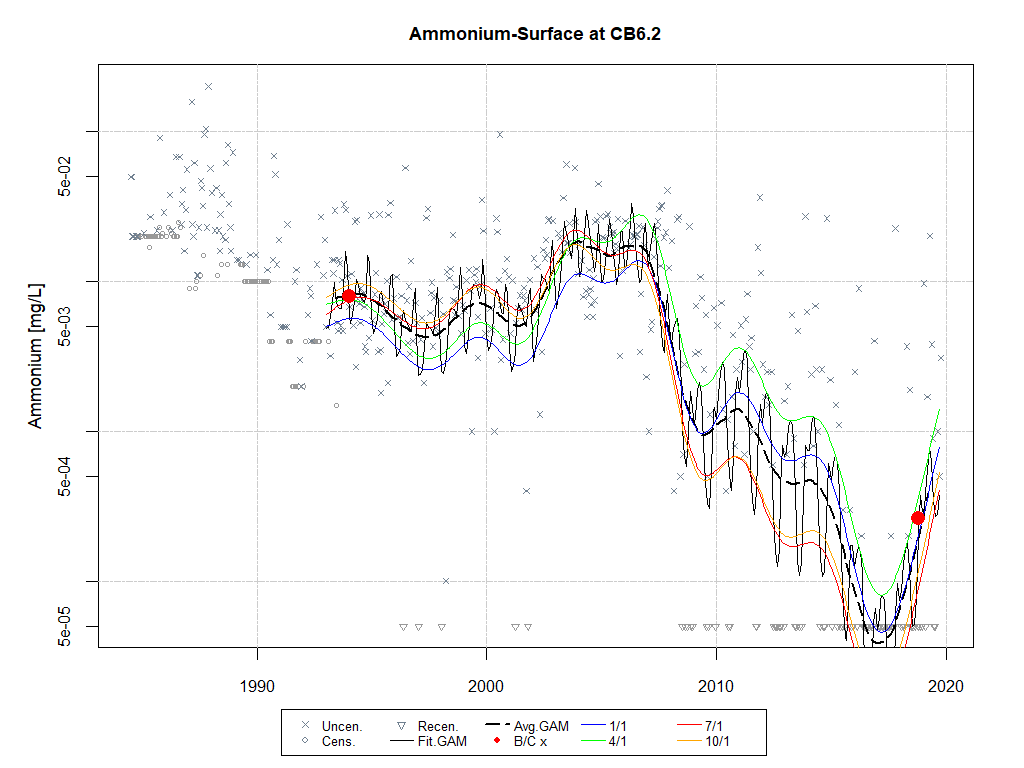 Ammonium-Surface at CB6.2
Ammonium [mg/L]
5e-02
5e-03
5e-04
5e-05
1990 2000 2010 2020
Uncen. Recen. Avg.GAM 1/1 7/1
Cens. Fit.GAM B/C x 4/1 10/1